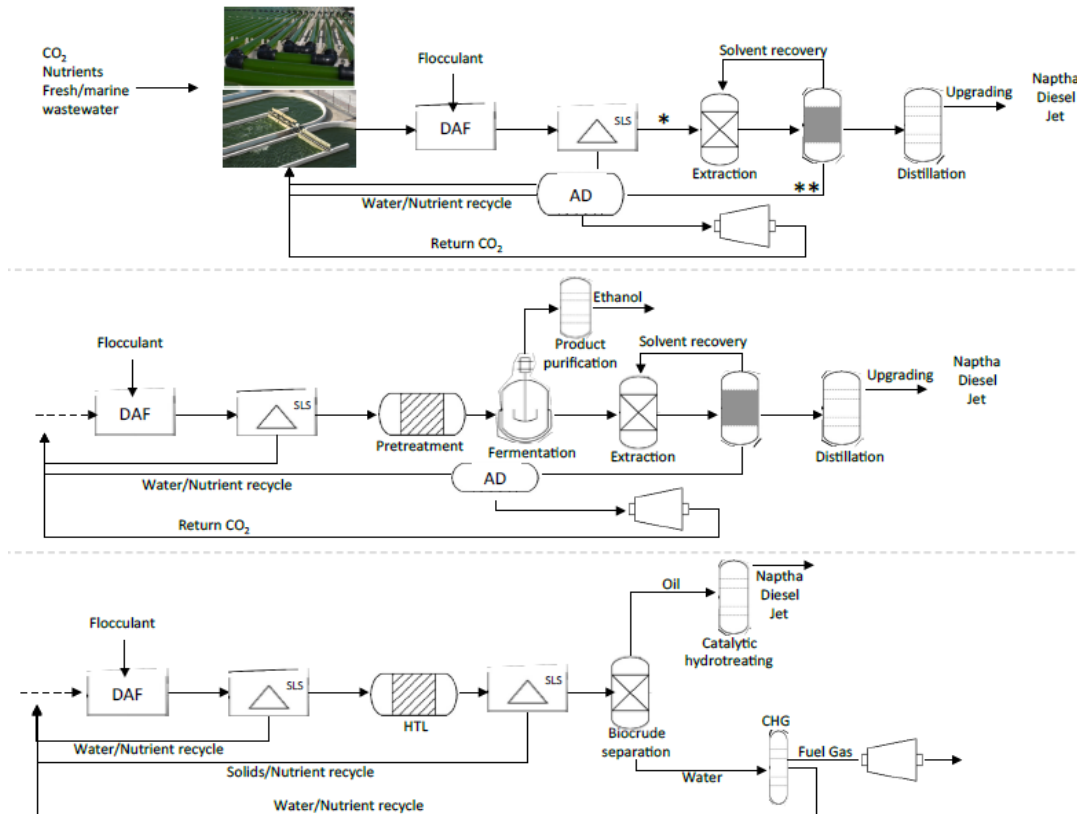 CO2
Nutrients
Fresh/marine
wastewater
Flocculant
DAF
SLS
*
Solvent recovery
Extraction
Upgrading
Naptha
Diesel
Jet
Distillation
**
AD
Water/Nutrient recycle
Return CO2
Flocculant
DAF
SLS
Pretreatment
Ethanol
Product
purification
Fermentation
Solvent recovery
Extraction
Upgrading
Naptha
Diesel
Jet
Distillation
AD
Water/Nutrient recycle
Return CO2
Flocculant
DAF
SLS
HTL
SLS
Oil
Naptha
Diesel
Jet
Catalytic
hydrotreating
Biocrude
separation
Water
CHG
Fuel Gas
Water/Nutrient recycle
Solids/Nutrient recycle
Water/Nutrient recycle